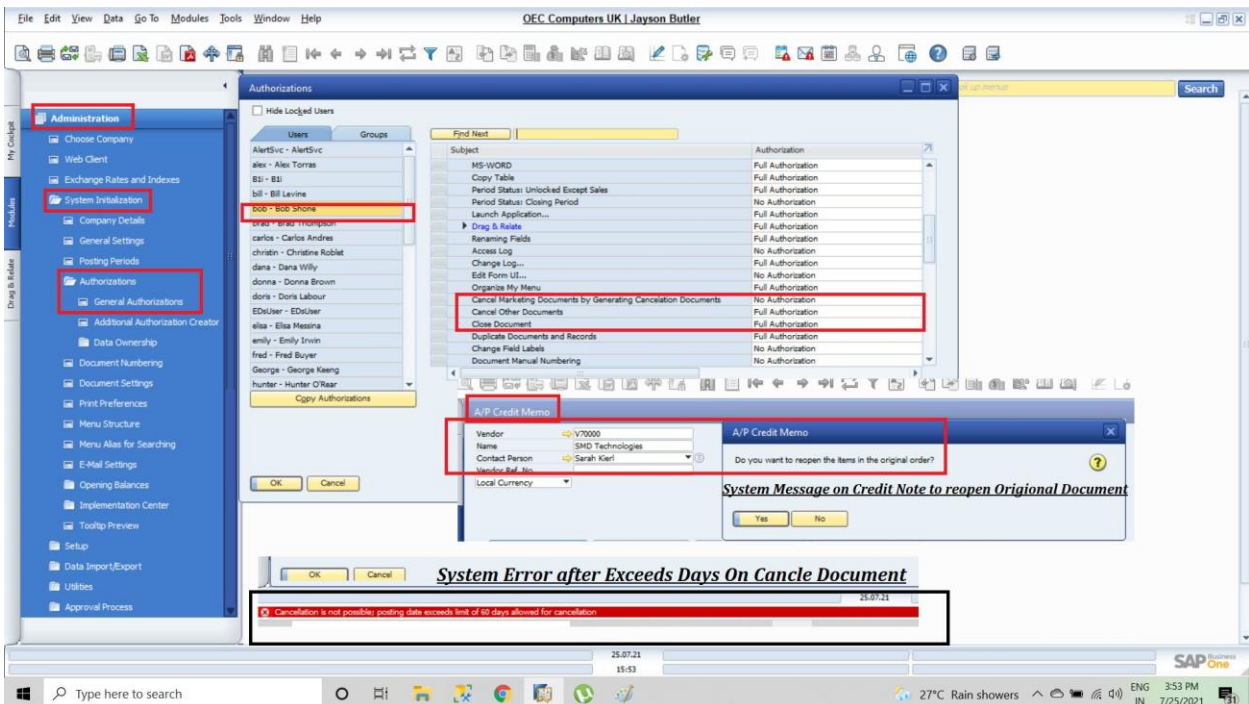 File Edit View Data Go To Modules Tools Window Help
OEC Computers UK | Jayson Butler
Search
My Cockpit
Modules
Drag & Relate
Administration
Choose Company
Web Client
Exchange Rates and Indexes
System Initialization
Company Details
General Settings
Posting Periods
Authorizations
General Authorizations
Additional Authorization Creator
Data Ownership
Document Numbering
Document Settings
Print Preferences
Menu Structure
Menu Alias for Searching
E-Mail Settings
Opening Balances
Implementation Center
Tooltip Preview
Setup
Data Import/Export
Utilities
Approval Process
Authorizations
Hide Locked Users
Users Groups
Find Next
AlertSvc - AlertSvc
alex - Alex Torras
B1i - B1i
bill - Bill Levine
bob - Bob Shone
brad - Brad Thompson
carlos - Carlos Andres
christin - Christine Roblet
dana - Dana Willy
donna - Donna Brown
doris - Doris Labour
EDsUser - EDsUser
elisa - Elisa Messina
emily - Emily Irwin
fred - Fred Buyer
George - George Keeng
hunter - Hunter O'Rear
Copy Authorizations
OK Cancel
Subject Authorization
MS-WORD Full Authorization
Copy Table Full Authorization
Period Status: Unlocked Except Sales Full Authorization
Period Status: Closing Period No Authorization
Launch Application... Full Authorization
Drag & Relate Full Authorization
Renaming Fields Full Authorization
Access Log No Authorization
Change Log... Full Authorization
Edit Form UI... No Authorization
Organize My Menu Full Authorization
Cancel Marketing Documents by Generating Cancelation Documents No Authorization
Cancel Other Documents Full Authorization
Close Document Full Authorization
Duplicate Documents and Records Full Authorization
Change Field Labels No Authorization
Document Manual Numbering No Authorization
A/P Credit Memo
Vendor V70000
Name SMD Technologies
Contact Person Sarah Kierl
Vendor Ref. No.
Local Currency
A/P Credit Memo
Do you want to reopen the items in the original order?
System Message on Credit Note to reopen Origional Document
Yes No
OK Cancel
System Error after Exceeds Days On Cancle Document
25.07.21
Cancellation is not possible; posting date exceeds limit of 60 days allowed for cancellation
25.07.21
15:53
SAP Business One
Type here to search
27°C Rain showers
ENG
IN
3:53 PM
7/25/2021